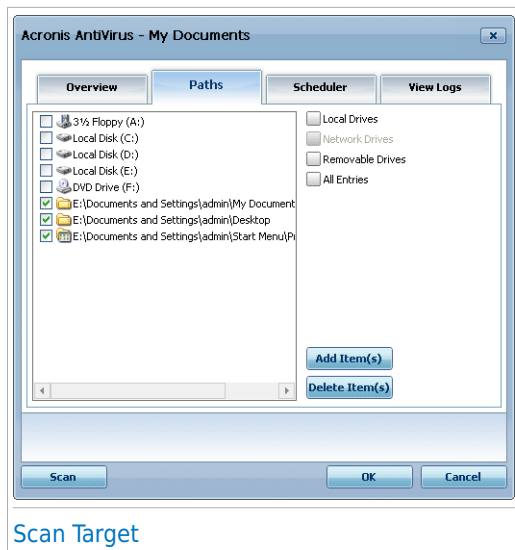 Acronis AntiVirus - My Documents
Overview
Paths
Scheduler
View Logs
3½ Floppy (A:)
Local Disk (C:)
Local Disk (D:)
Local Disk (E:)
DVD Drive (F:)
E:\Documents and Settings\admin\My Document
E:\Documents and Settings\admin\Desktop
E:\Documents and Settings\admin\Start Menu\Pr
Local Drives
Network Drives
Removable Drives
All Entries
Add Item(s)
Delete Item(s)
Scan
OK
Cancel
Scan Target